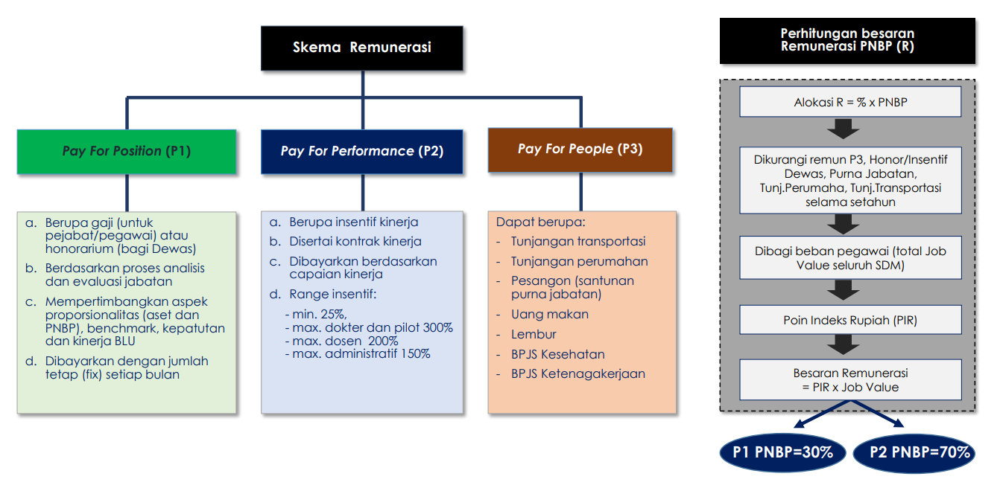 Skema Remunerasi
Pay For Position (P1)
a. Berupa gaji (untuk
pejabat/pegawai) atau
honorarium (bagi Dewas)
b. Berdasarkan proses analisis
dan evaluasi jabatan
c. Mempertimbangkan aspek
proporsionalitas (aset dan
PNBP), benchmark, kepatutan
dan kinerja BLU
d. Dibayarkan dengan jumlah
tetap (fix) setiap bulan
Pay For Performance (P2)
a. Berupa insentif kinerja
b. Disertai kontrak kinerja
c. Dibayarkan berdasarkan
capaian kinerja
d. Range insentif:
- min. 25%,
- max. dokter dan pilot 300%
- max. dosen 200%
- max. administratif 150%
Pay For People (P3)
Dapat berupa:
- Tunjangan transportasi
- Tunjangan perumahan
- Pesangon (santunan
purna jabatan)
- Uang makan
- Lembur
- BPJS Kesehatan
- BPJS Ketenagakerjaan
Perhitungan besaran
Remunerasi PNBP (R)
Alokasi R = % x PNBP
Dikurangi remun P3, Honor/Insentif
Dewas, Purna Jabatan,
Tunj.Perumaha, Tunj.Transportasi
selama setahun
Dibagi beban pegawai (total Job
Value seluruh SDM)
Poin Indeks Rupiah (PIR)
Besaran Remunerasi
= PIR x Job Value
P1 PNBP=30%
P2 PNBP=70%